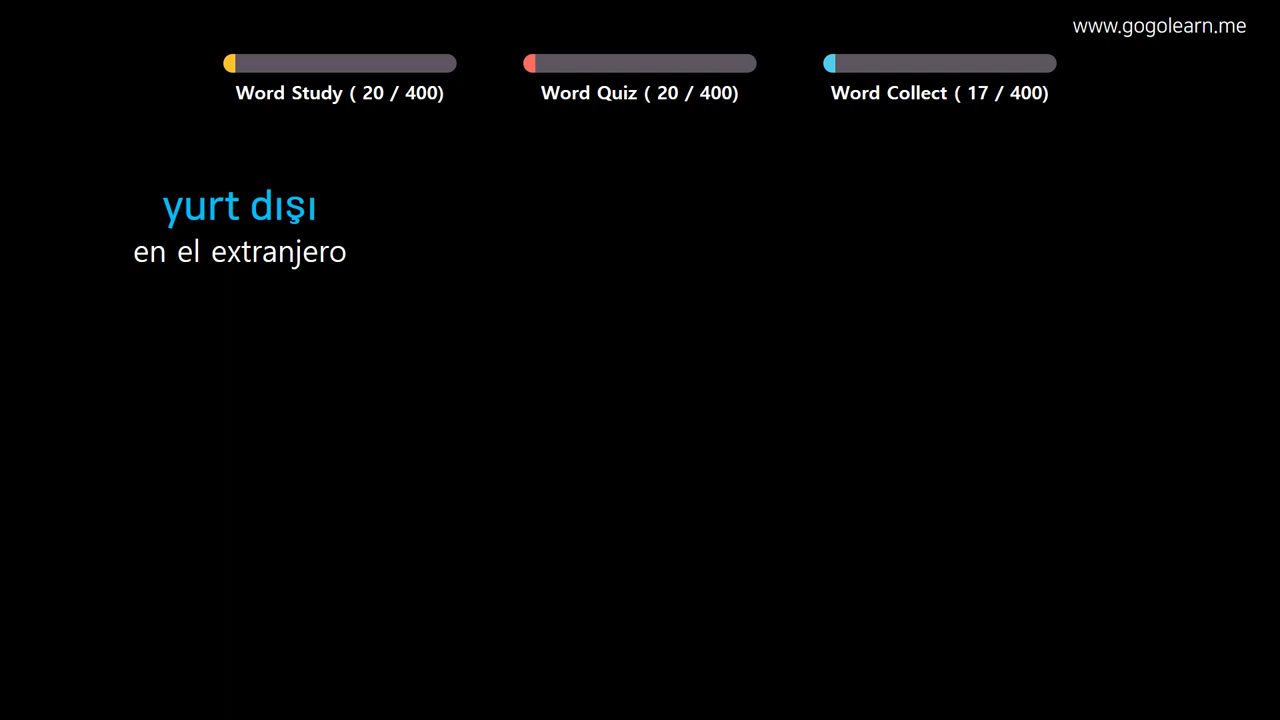 www.gogolearn.me
Word Study ( 20 / 400)
Word Quiz ( 20 / 400)
Word Collect ( 17 / 400)
yurt dışı
en el extranjero